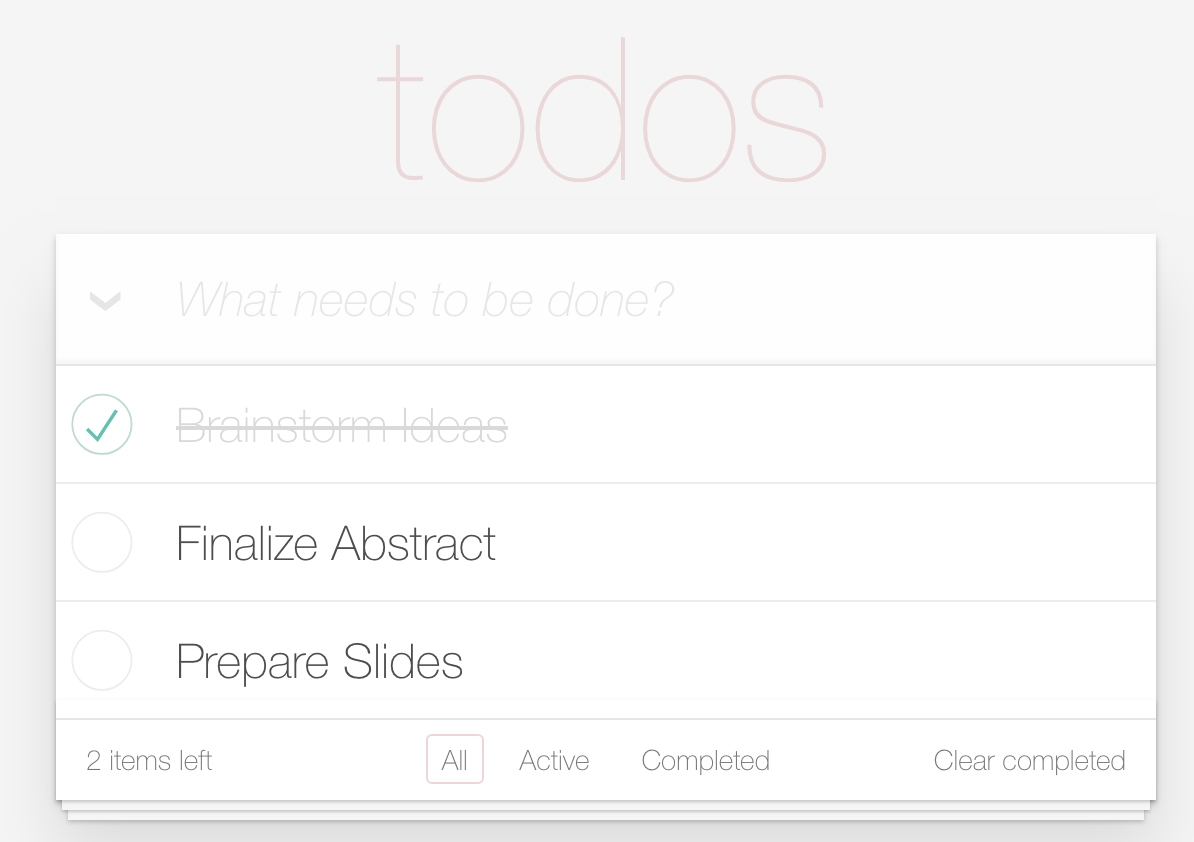 todos
What needs to be done?
Brainstorm Ideas
Finalize Abstract
Prepare Slides
2 items left All Active Completed Clear completed